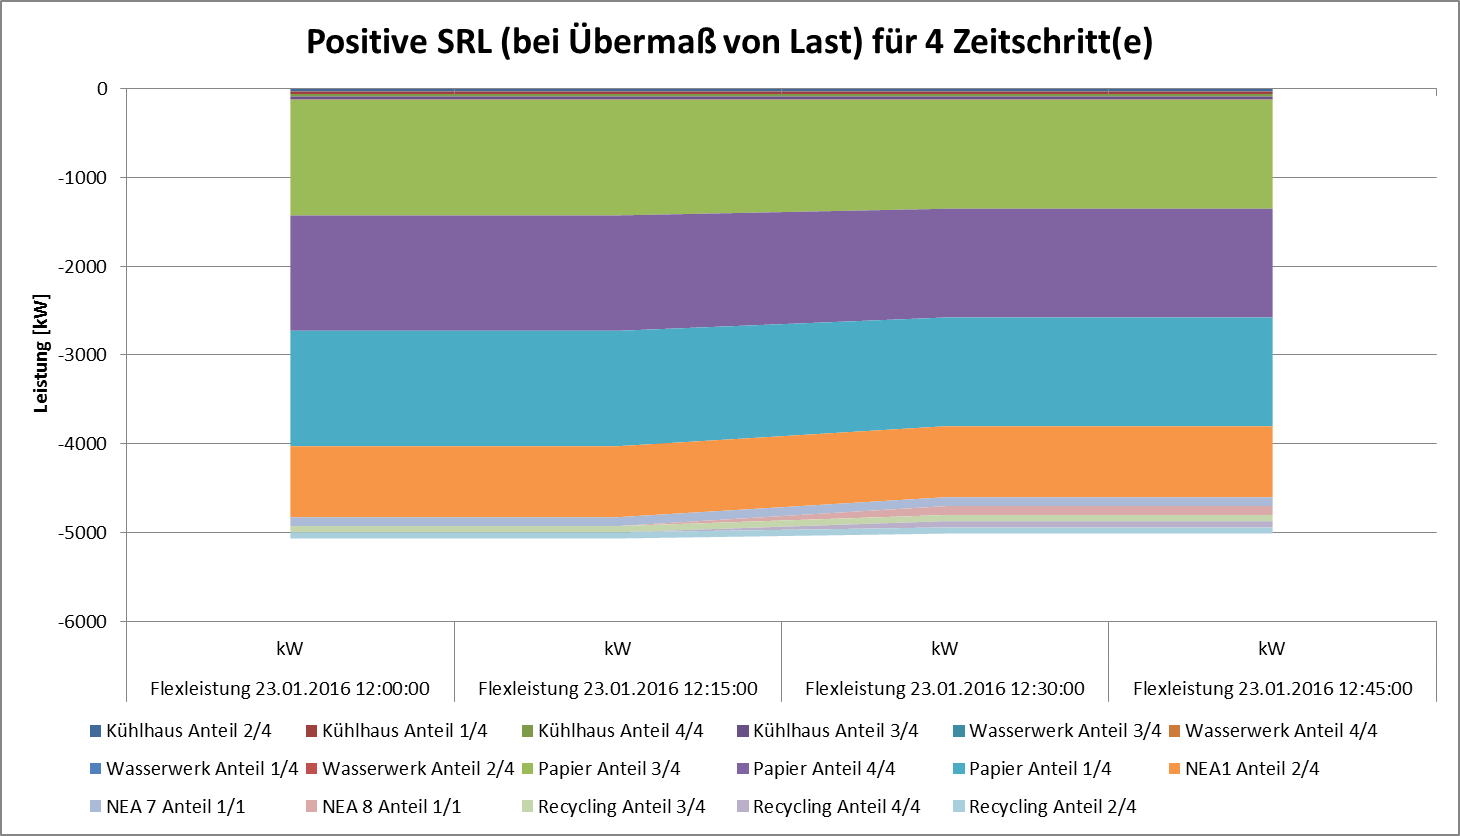 Positive SRL (bei Übermaß von Last) für 4 Zeitschritt(e)
0
-1000
-2000
-3000
-4000
-5000
-6000
Leistung [kW]
kW kW kW kW
Flexleistung 23.01.2016 12:00:00 Flexleistung 23.01.2016 12:15:00 Flexleistung 23.01.2016 12:30:00 Flexleistung 23.01.2016 12:45:00
Kühlhaus Anteil 2/4 Kühlhaus Anteil 1/4 Kühlhaus Anteil 4/4 Kühlhaus Anteil 3/4 Wasserwerk Anteil 3/4 Wasserwerk Anteil 4/4
Wasserwerk Anteil 1/4 Wasserwerk Anteil 2/4 Papier Anteil 3/4 Papier Anteil 4/4 Papier Anteil 1/4 NEA1 Anteil 2/4
NEA 7 Anteil 1/1 NEA 8 Anteil 1/1 Recycling Anteil 3/4 Recycling Anteil 4/4 Recycling Anteil 2/4